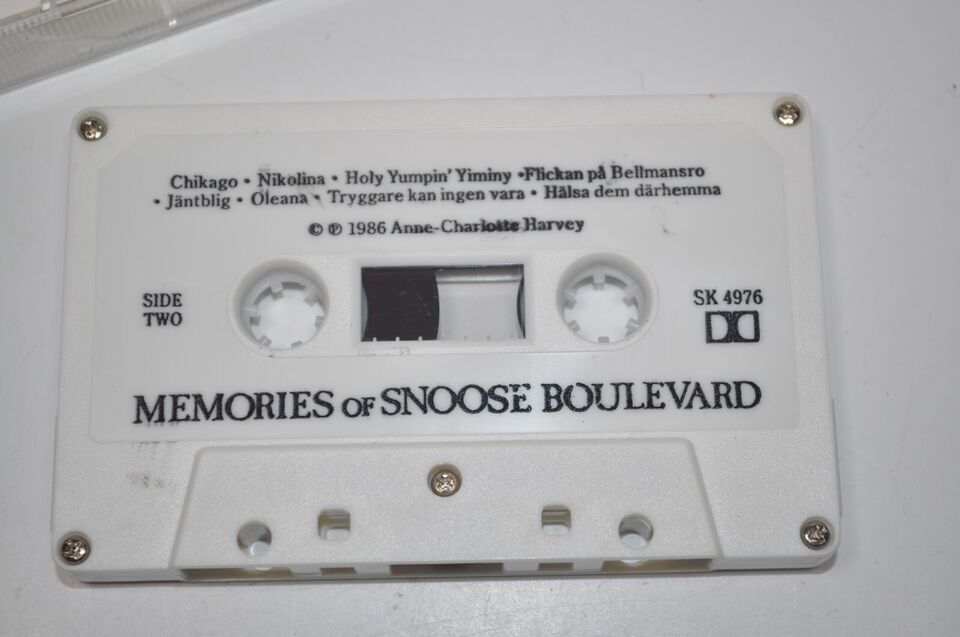 Chikago • Nikolina • Holy Yumpin' Yiminy •Flickan på Bellmansro
• Jäntblig • Oleana • Tryggare kan ingen vara • Hälsa dem därhemma
© ℗ 1986 Anne-Charlotte Harvey
SIDE
TWO
SK 4976
MEMORIES OF SNOOSE BOULEVARD